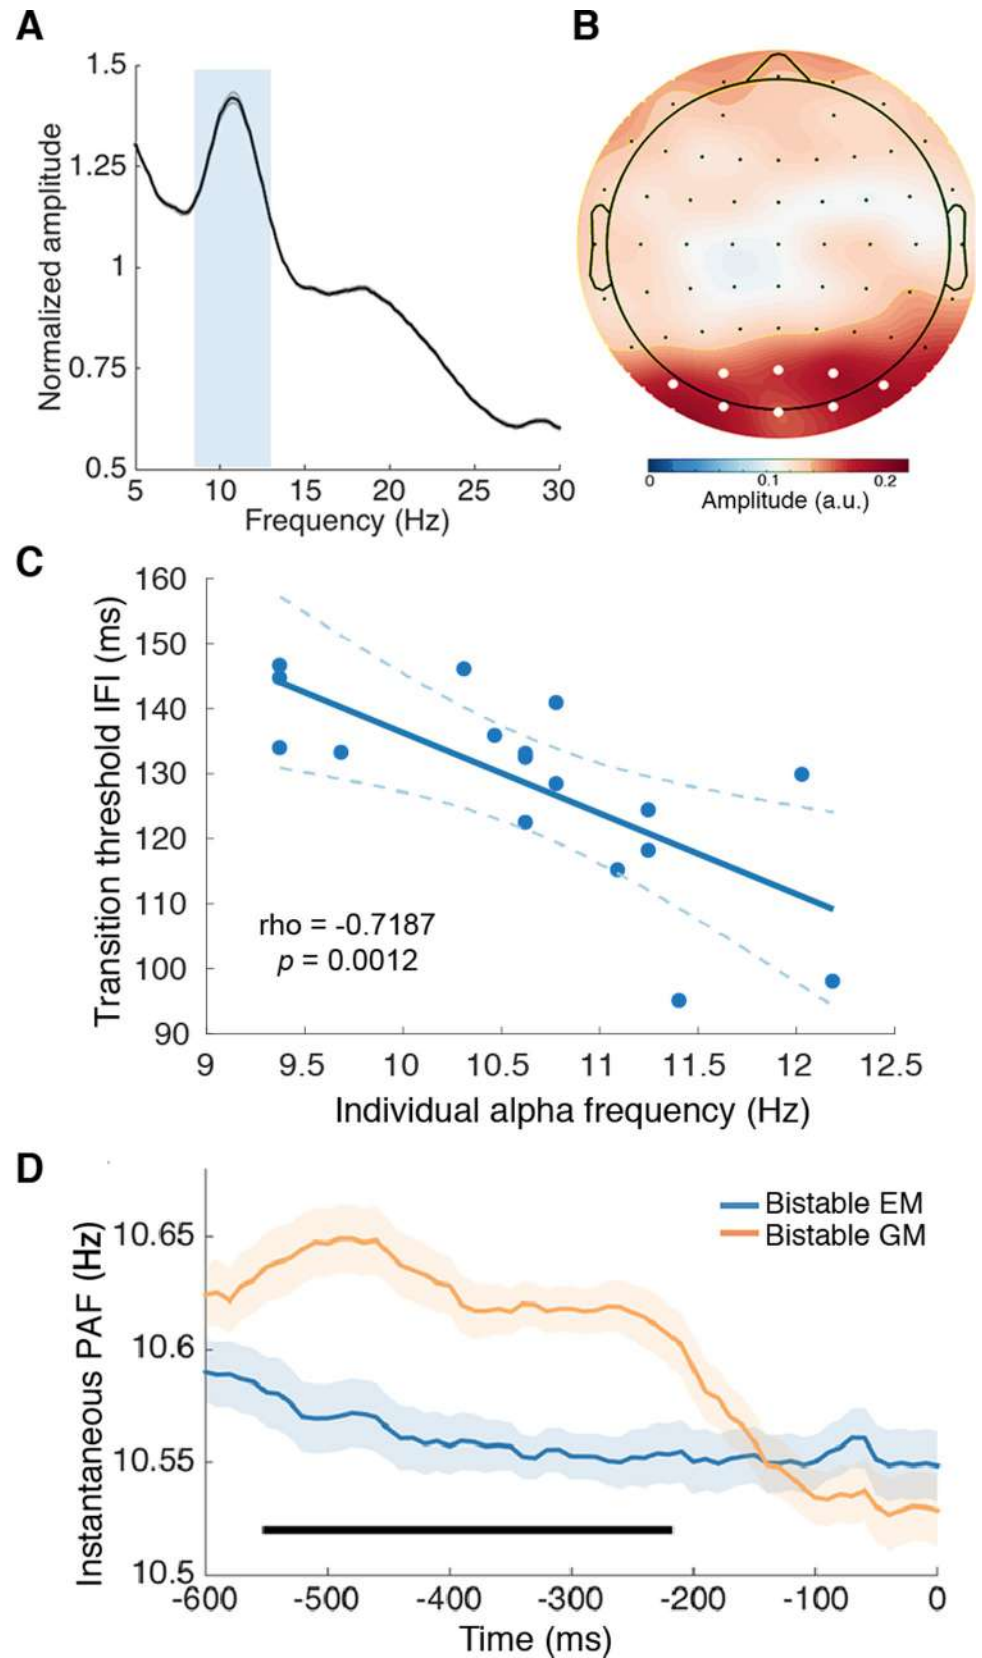 A
B
1.5
1.25
1
0.75
0.5
Normalized amplitude
5 10 15 20 25 30
Frequency (Hz)
0 0.1 0.2
Amplitude (a.u.)
C
160
150
140
130
120
110
100
90
Transition threshold IFI (ms)
rho = -0.7187
p = 0.0012
9 9.5 10 10.5 11 11.5 12 12.5
Individual alpha frequency (Hz)
D
Bistable EM
Bistable GM
10.65
10.6
10.55
10.5
Instantaneous PAF (Hz)
-600 -500 -400 -300 -200 -100 0
Time (ms)